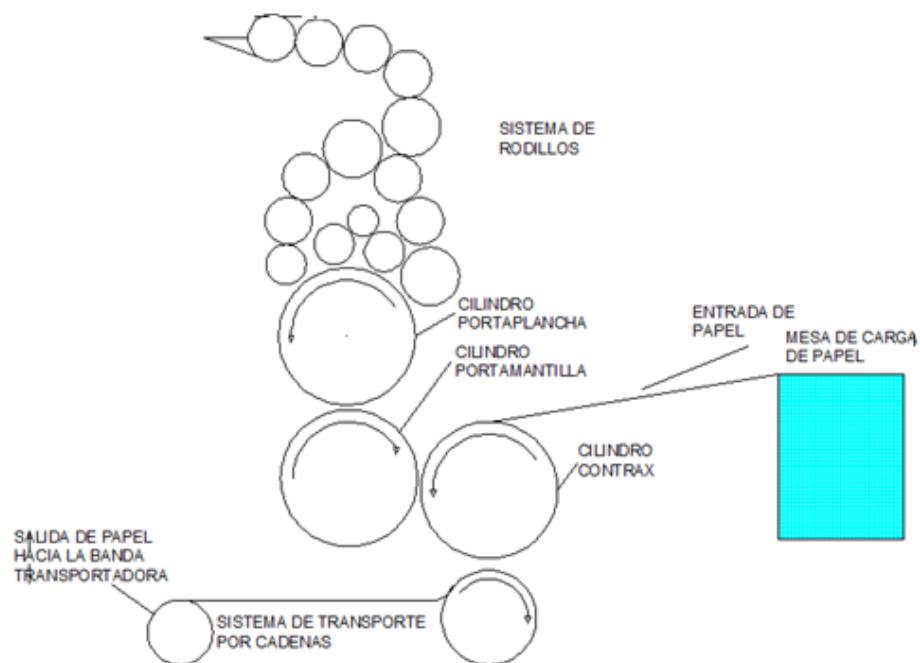 SISTEMA DE
RODILLOS
CILINDRO
PORTAPLANCHA
ENTRADA DE
PAPEL
MESA DE CARGA
DE PAPEL
CILINDRO
PORTAMANTILLA
CILINDRO
CONTRAX
SALIDA DE PAPEL
HACIA LA BANDA
TRANSPORTADORA
SISTEMA DE TRANSPORTE
POR CADENAS